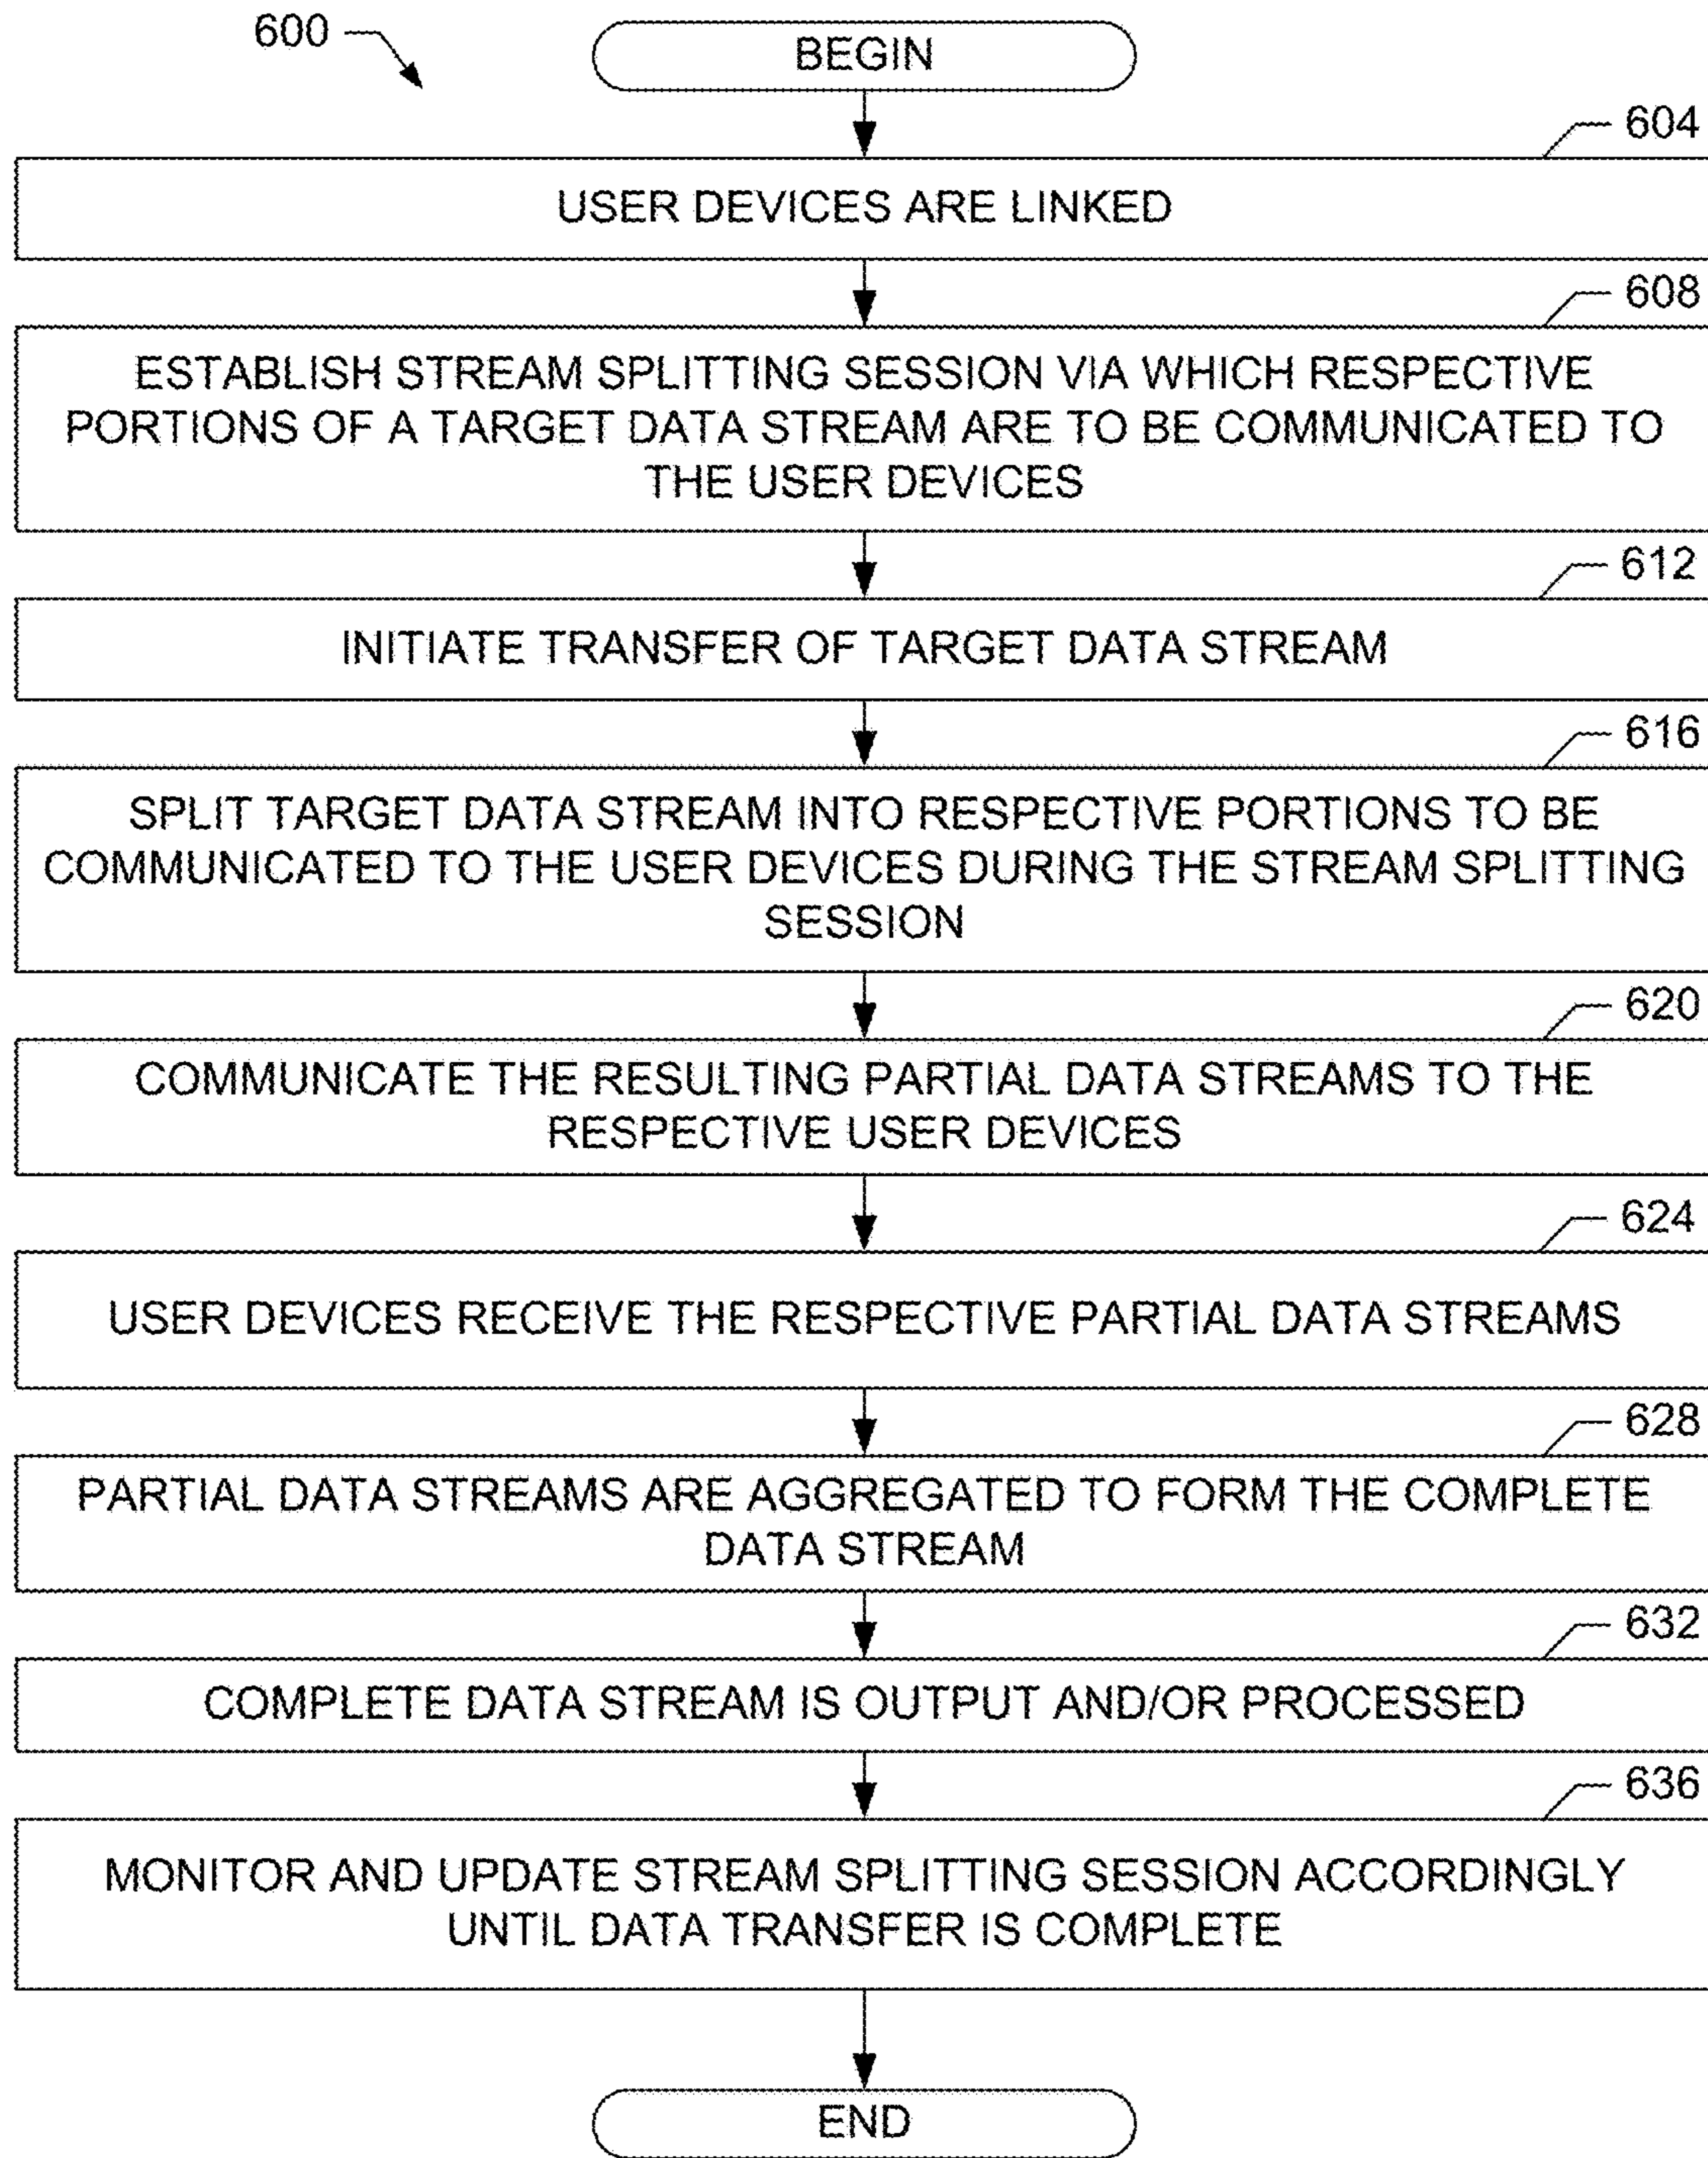 600
BEGIN
604
USER DEVICES ARE LINKED
608
ESTABLISH STREAM SPLITTING SESSION VIA WHICH RESPECTIVE
PORTIONS OF A TARGET DATA STREAM ARE TO BE COMMUNICATED TO
THE USER DEVICES
612
INITIATE TRANSFER OF TARGET DATA STREAM
616
SPLIT TARGET DATA STREAM INTO RESPECTIVE PORTIONS TO BE
COMMUNICATED TO THE USER DEVICES DURING THE STREAM SPLITTING
SESSION
620
COMMUNICATE THE RESULTING PARTIAL DATA STREAMS TO THE
RESPECTIVE USER DEVICES
624
USER DEVICES RECEIVE THE RESPECTIVE PARTIAL DATA STREAMS
628
PARTIAL DATA STREAMS ARE AGGREGATED TO FORM THE COMPLETE
DATA STREAM
632
COMPLETE DATA STREAM IS OUTPUT AND/OR PROCESSED
636
MONITOR AND UPDATE STREAM SPLITTING SESSION ACCORDINGLY
UNTIL DATA TRANSFER IS COMPLETE
END